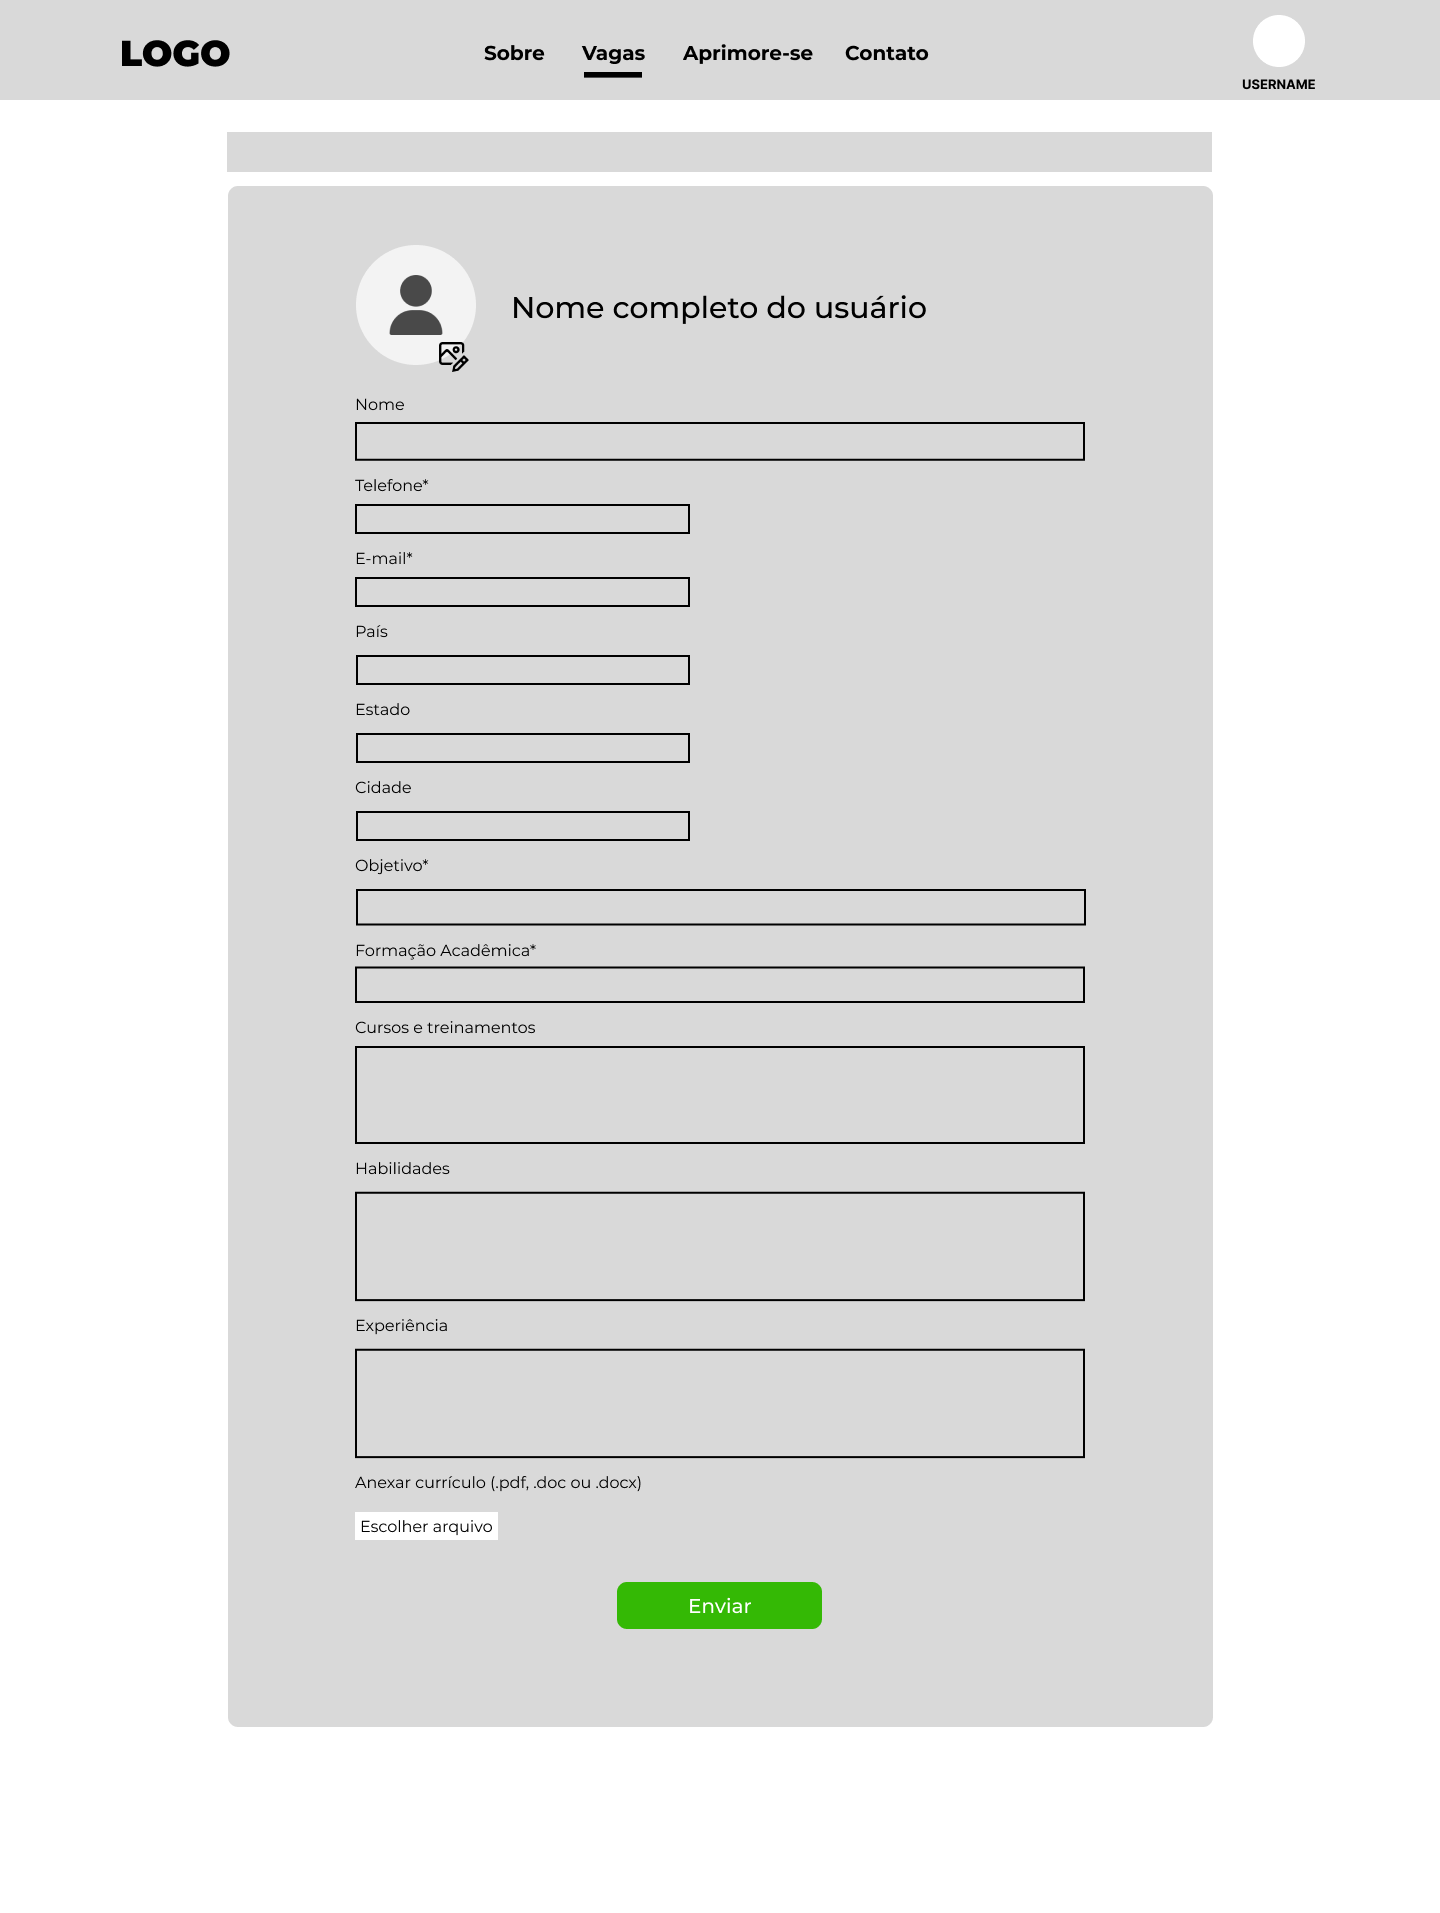 LOGO
Sobre Vagas Aprimore-se Contato
USERNAME
Nome completo do usuário
Nome
Telefone*
E-mail*
País
Estado
Cidade
Objetivo*
Formação Acadêmica*
Cursos e treinamentos
Habilidades
Experiência
Anexar currículo (.pdf, .doc ou .docx)
Escolher arquivo
Enviar